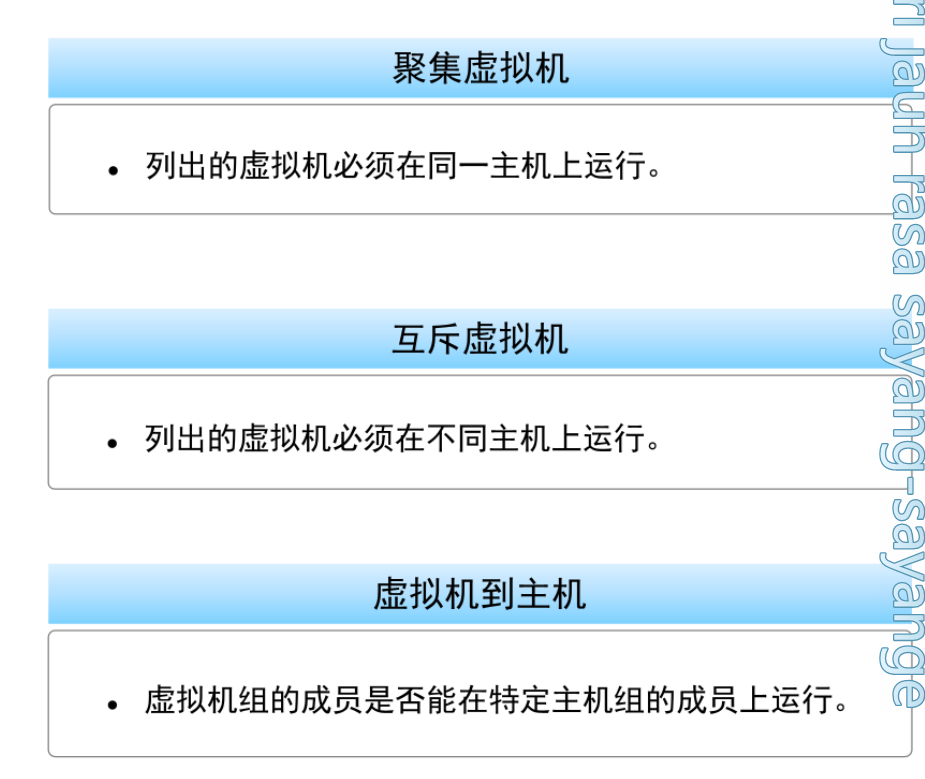 聚集虚拟机
• 列出的虚拟机必须在同一主机上运行。
互斥虚拟机
• 列出的虚拟机必须在不同主机上运行。
虚拟机到主机
• 虚拟机组的成员是否能在特定主机组的成员上运行。
jauh rasa sayang-sayange